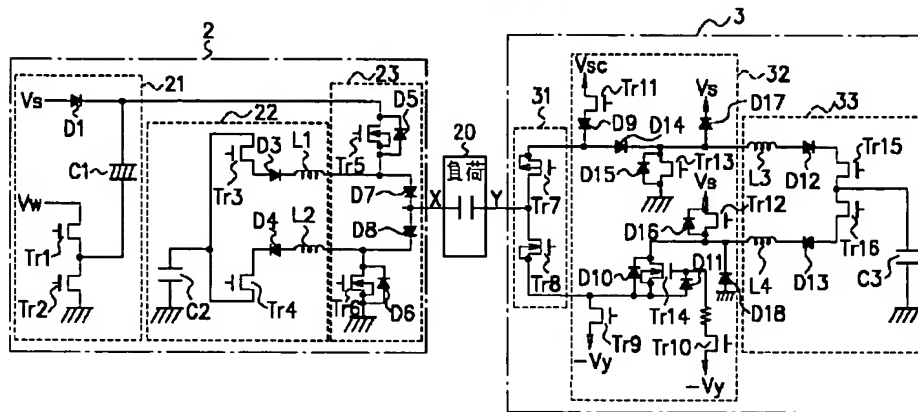 2
3
21
23
32
Vs
D1
D5
Vsc
Tr11
Vs
D17
22
20
31
D9
D14
33
C1
D3
L1
Tr5
負荷
Tr15
Tr3
D7
X
Y
D15
Tr13
L3
D12
Vw
D4
L2
D8
Tr7
Vs
Tr12
D16
Tr16
Tr1
Tr8
D10
D11
L4
D13
C3
Tr2
C2
Tr4
Tr6
D6
Tr14
D18
Tr9
Tr10
-Vy
-Vy